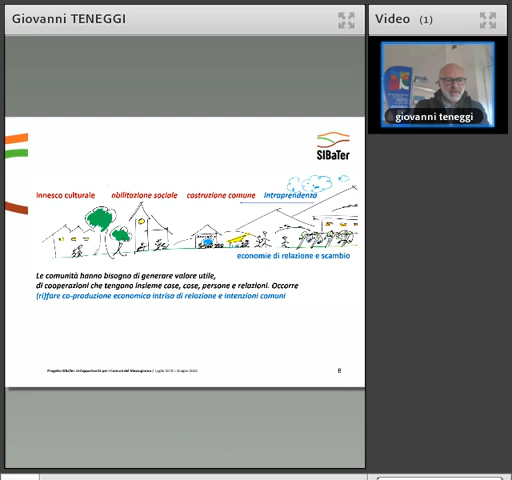 Giovanni TENEGGI
Video (1)
giovanni teneggi
SIBaTer
Innesco culturale abilitazione sociale costruzione comune intraprendenza
economie di relazione e scambio
Le comunità hanno bisogno di generare valore utile,
di cooperazioni che tengano insieme case, cose, persone e relazioni. Occorre
(ri)fare co-produzione economica intrisa di relazione e intenzioni comuni
8